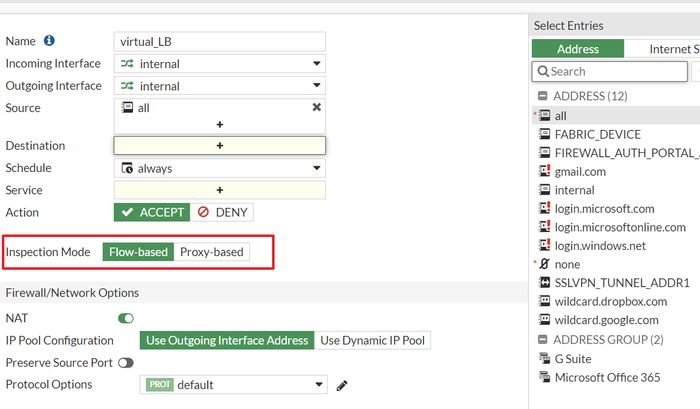 Name virtual_LB
Incoming Interface internal
Outgoing Interface internal
Source all
+
Destination +
Schedule always
Service +
Action ACCEPT DENY
Inspection Mode Flow-based Proxy-based
Firewall/Network Options
NAT
IP Pool Configuration Use Outgoing Interface Address Use Dynamic IP Pool
Preserve Source Port
Protocol Options PROT default
Select Entries
Address Internet S
Search
ADDRESS (12)
all
FABRIC_DEVICE
FIREWALL_AUTH_PORTAL_
gmail.com
internal
login.microsoft.com
login.microsoftonline.com
login.windows.net
none
SSLVPN_TUNNEL_ADDR1
wildcard.dropbox.com
wildcard.google.com
ADDRESS GROUP (2)
G Suite
Microsoft Office 365